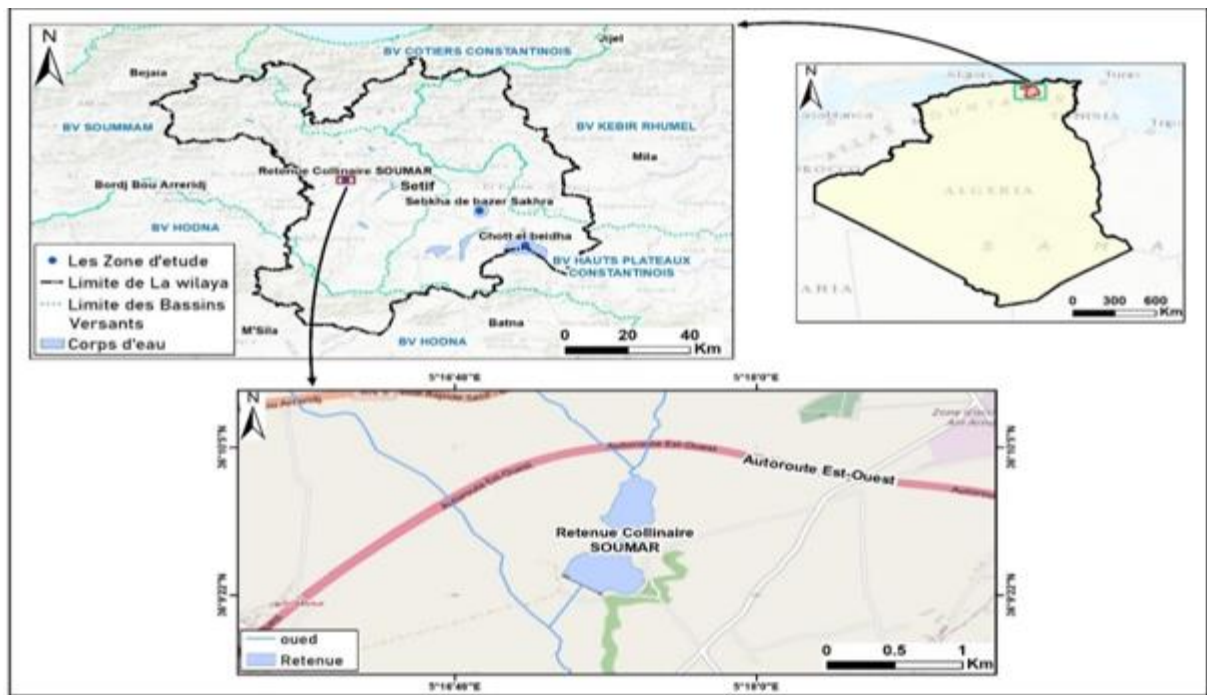 N
Jijel
BV COTIERS CONSTANTINOIS
Bejaia
BV SOUMMAM
BV KEBIR RHUMEL
Mila
Retenue Collinaire SOUMAR
Bordj Bou Arreridj
Setif
Sebkha de bazer Sakhra
BV HODNA
Chott el beidha
BV HAUTS PLATEAUX
CONSTANTINOIS
Les Zone d'etude
Limite de La wilaya
Limite des Bassins
Versants
Corps d'eau
M'Sila
Batna
BV HODNA
0 20 40
Km
N
ALGERIA
0 300 600
Km
5°16'40"E
5°18'0"E
N
Autoroute Est-Ouest
Autoroute Est-Ouest
Autoroute Est-Ouest
Retenue Collinaire
SOUMAR
oued
Retenue
0 0.5 1
Km
5°16'40"E
5°18'0"E